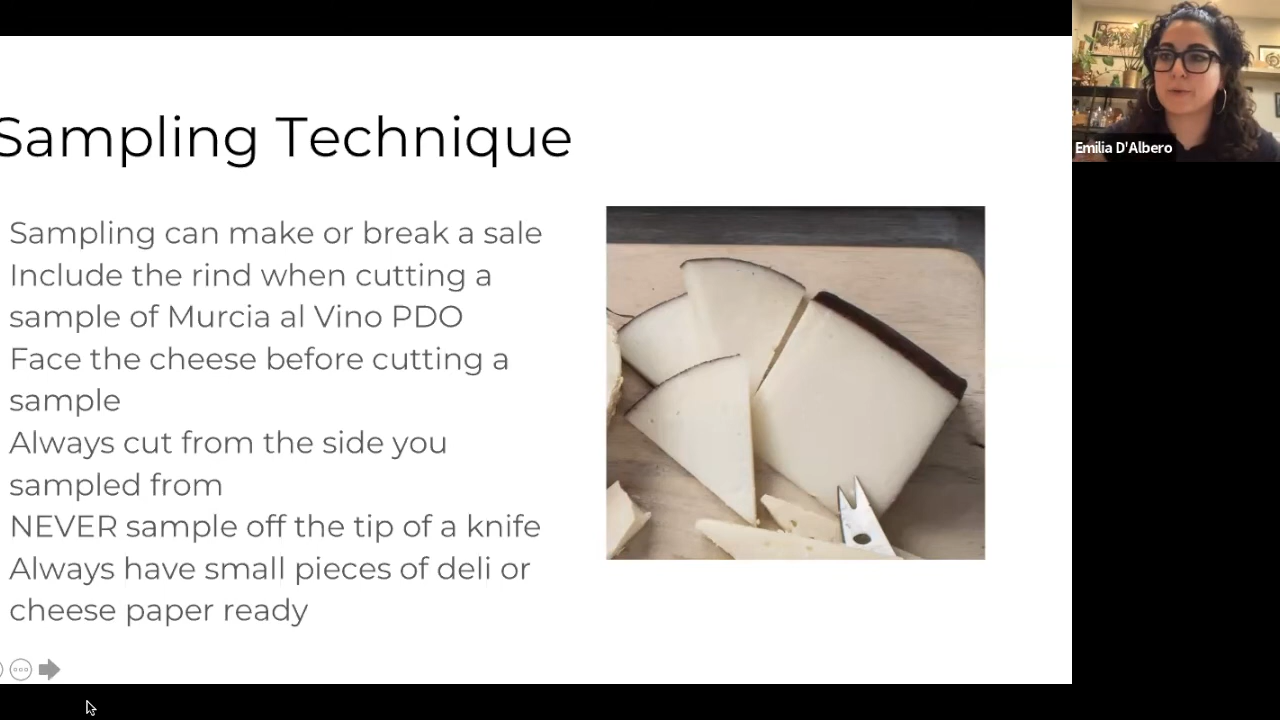 Sampling Technique
Sampling can make or break a sale
Include the rind when cutting a
sample of Murcia al Vino PDO
Face the cheese before cutting a
sample
Always cut from the side you
sampled from
NEVER sample off the tip of a knife
Always have small pieces of deli or
cheese paper ready
Emilia D'Albero